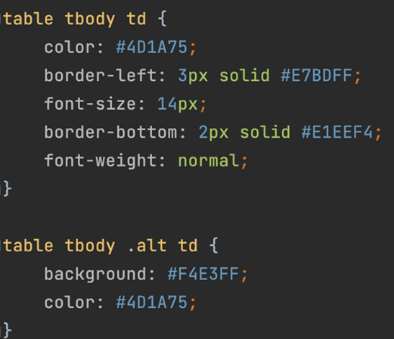 table tbody td {
color: #4D1A75;
border-left: 3px solid #E7BDFF;
font-size: 14px;
border-bottom: 2px solid #E1EEF4;
font-weight: normal;
}
table tbody .alt td {
background: #F4E3FF;
color: #4D1A75;
}